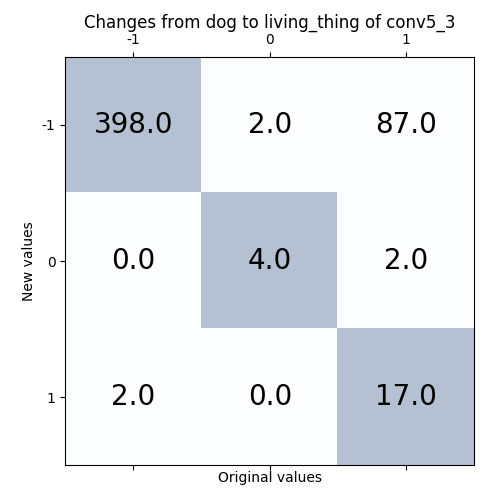 Changes from dog to living_thing of conv5_3
-1 0 1
-1 398.0 2.0 87.0
0 0.0 4.0 2.0
1 2.0 0.0 17.0
New values
Original values